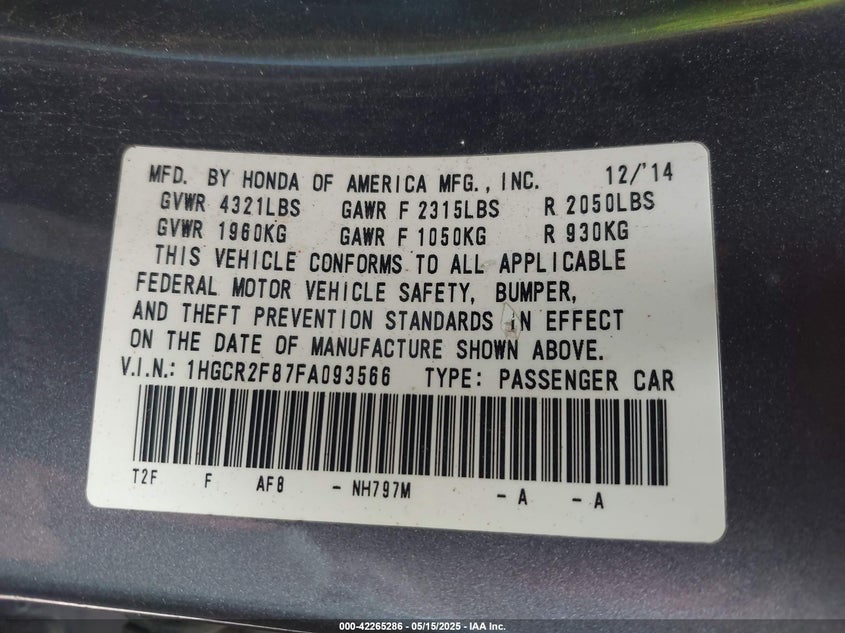 MFD. BY HONDA OF AMERICA MFG., INC. 12/'14
GVWR 4321LBS GAWR F 2315LBS R 2050LBS
GVWR 1960KG GAWR F 1050KG R 930KG
THIS VEHICLE CONFORMS TO ALL APPLICABLE
FEDERAL MOTOR VEHICLE SAFETY, BUMPER,
AND THEFT PREVENTION STANDARDS IN EFFECT
ON THE DATE OF MANUFACTURE SHOWN ABOVE.
V.I.N.: 1HGCR2F87FA093566 TYPE: PASSENGER CAR
T2F F AF8 - NH797M - A - A
000-42265286 - 05/15/2025 - IAA Inc.